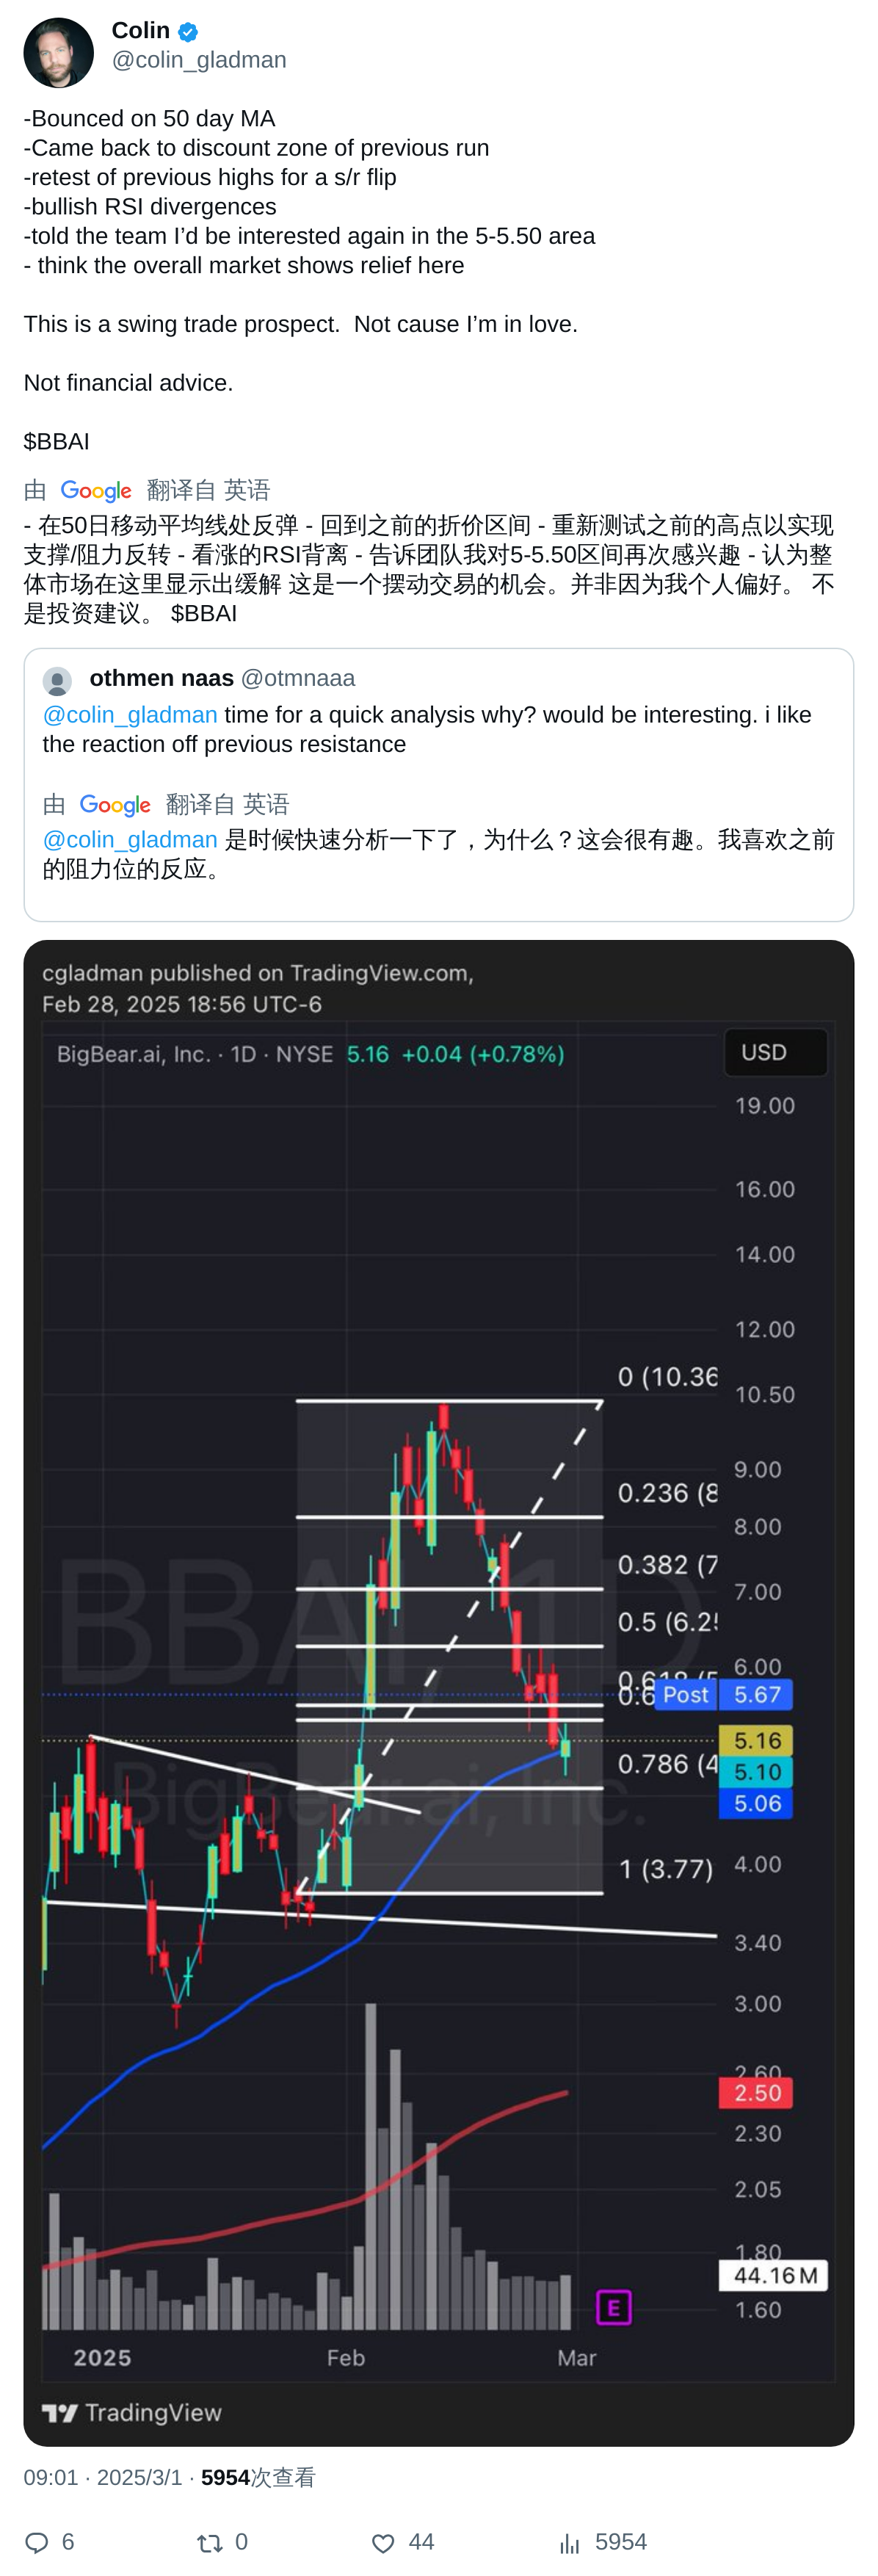 Colin
@colin_gladman
-Bounced on 50 day MA
-Came back to discount zone of previous run
-retest of previous highs for a s/r flip
-bullish RSI divergences
-told the team I’d be interested again in the 5-5.50 area
- think the overall market shows relief here
This is a swing trade prospect.  Not cause I’m in love.
Not financial advice.
$BBAI
由 Google 翻译自 英语
- 在50日移动平均线处反弹 - 回到之前的折价区间 - 重新测试之前的高点以实现
支撑/阻力反转 - 看涨的RSI背离 - 告诉团队我对5-5.50区间再次感兴趣 - 认为整
体市场在这里显示出缓解 这是一个摆动交易的机会。并非因为我个人偏好。 不
是投资建议。 $BBAI
othmen naas @otmnaaa
@colin_gladman time for a quick analysis why? would be interesting. i like
the reaction off previous resistance
由 Google 翻译自 英语
@colin_gladman 是时候快速分析一下了，为什么？这会很有趣。我喜欢之前
的阻力位的反应。
cgladman published on TradingView.com,
Feb 28, 2025 18:56 UTC-6
BigBear.ai, Inc. · 1D · NYSE 5.16 +0.04 (+0.78%)
USD
19.00
16.00
14.00
12.00
0 (10.36
10.50
9.00
0.236 (8
8.00
0.382 (7
7.00
BBAI, 1D
0.5 (6.25
6.00
0.618 (5
0.6
Post 5.67
5.16
0.786 (4
5.10
5.06
BigBear.ai, Inc.
1 (3.77)
4.00
3.40
3.00
2.60
2.50
2.30
2.05
1.80
44.16M
E
1.60
2025 Feb Mar
TradingView
09:01 · 2025/3/1 · 5954次查看
6 0 44 5954